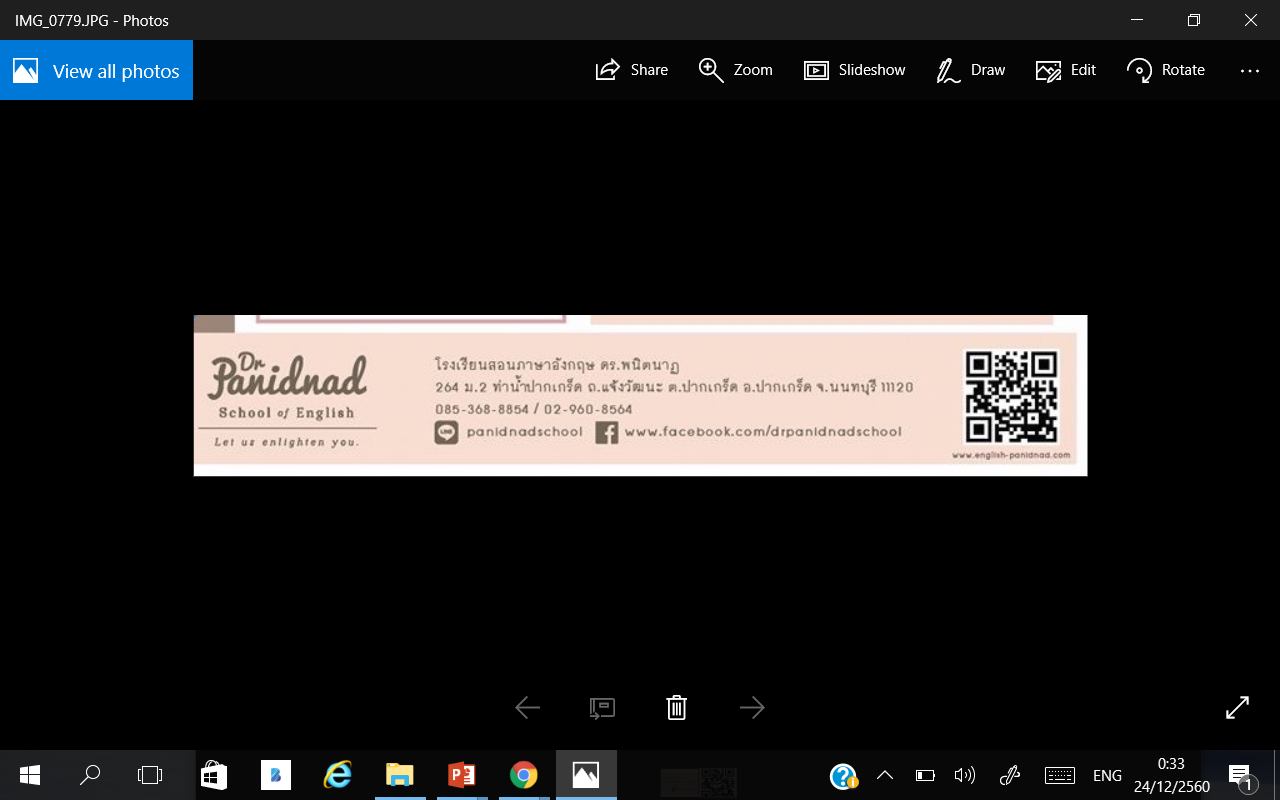 IMG_0779.JPG - Photos
View all photos
Share
Zoom
Slideshow
Draw
Edit
Rotate
Dr
Panidnad
School of English
Let us enlighten you.
โรงเรียนสอนภาษาอังกฤษ ดร.พนิตนาฏ
264 ม.2 ท่าน้ำปากเกร็ด ถ.แจ้งวัฒนะ ต.ปากเกร็ด อ.ปากเกร็ด จ.นนทบุรี 11120
085-368-8854 / 02-960-8564
LINE panidnadschool f www.facebook.com/drpanidnadschool
www.english-panidnad.com
ENG
0:33
24/12/2560
1